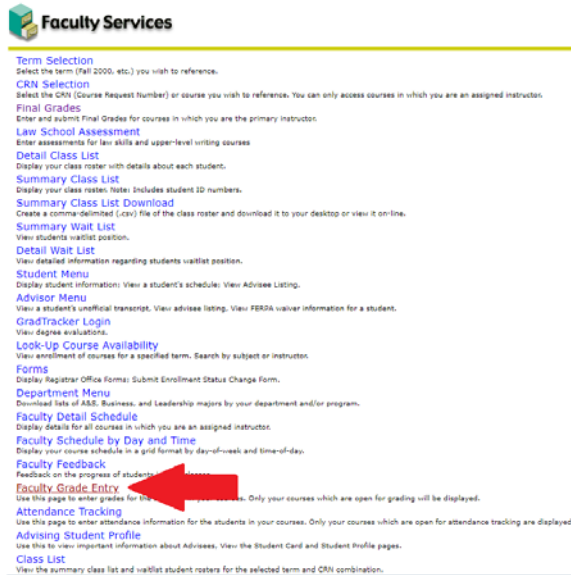 Faculty Services
Term Selection
Select the term (Fall 2000, etc.) you wish to reference.
CRN Selection
Select the CRN (Course Request Number) or course you wish to reference. You can only access courses in which you are an assigned instructor.
Final Grades
Enter and submit Final Grades for courses in which you are the primary instructor.
Law School Assessment
Enter assessments for law skills and upper-level writing courses
Detail Class List
Display your class roster with details about each student.
Summary Class List
Display your class roster. Note: Includes student ID numbers.
Summary Class List Download
Create a comma-delimited (.csv) file of the class roster and download it to your desktop or view it on-line.
Summary Wait List
View students waitlist position.
Detail Wait List
View detailed information regarding students waitlist position.
Student Menu
Display student information; View a student's schedule; View Advisee Listing.
Advisor Menu
View a student's unofficial transcript, View advisee listing, View FERPA waiver information for a student.
GradTracker Login
View degree evaluations.
Look-Up Course Availability
View enrollment of courses for a specified term. Search by subject or instructor.
Forms
Display Registrar Office Forms; Submit Enrollment Status Change Form.
Department Menu
Download lists of A&S, Business, and Leadership majors by your department and/or program.
Faculty Detail Schedule
Display details for all courses in which you are an assigned instructor.
Faculty Schedule by Day and Time
Display your course schedule in a grid format by day-of-week and time-of-day.
Faculty Feedback
Feedback on the progress of students
Faculty Grade Entry
Use this page to enter grades for the courses. Only your courses which are open for grading will be displayed.
Attendance Tracking
Use this page to enter attendance information for the students in your courses. Only your courses which are open for attendance tracking are displayed
Advising Student Profile
Use this to view important information about Advisees. View the Student Card and Student Profile pages.
Class List
View the summary class list and waitlist student rosters for the selected term and CRN combination.